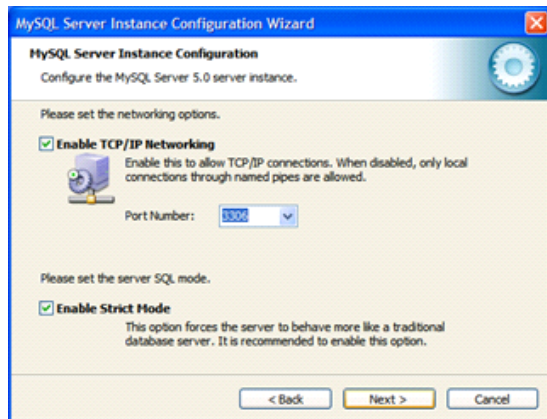 MySQL Server Instance Configuration Wizard
MySQL Server Instance Configuration
Configure the MySQL Server 5.0 server instance.
Please set the networking options.
Enable TCP/IP Networking
Enable this to allow TCP/IP connections. When disabled, only local
connections through named pipes are allowed.
Port Number: 3306
Please set the server SQL mode.
Enable Strict Mode
This option forces the server to behave more like a traditional
database server. It is recommended to enable this option.
< Back Next > Cancel